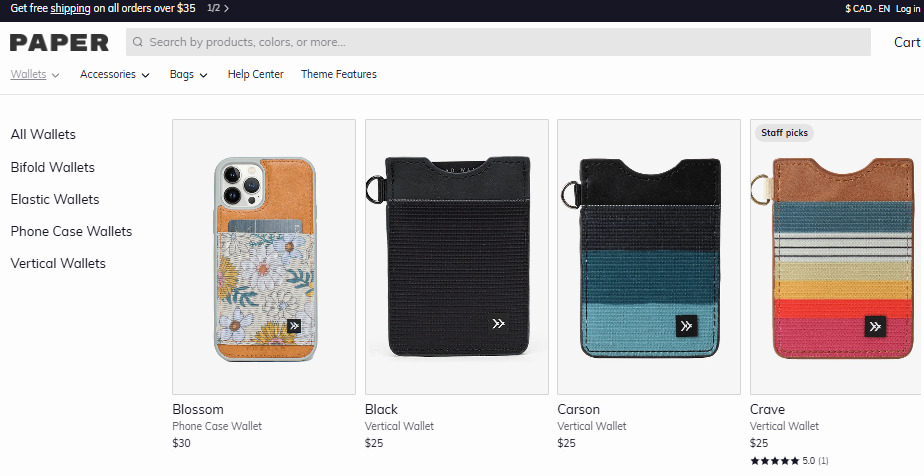 Get free shipping on all orders over $35 1/2 $ CAD · EN Log in
PAPER Search by products, colors, or more... Cart
Wallets Accessories Bags Help Center Theme Features
All Wallets
Bifold Wallets
Elastic Wallets
Phone Case Wallets
Vertical Wallets
Staff picks
Blossom
Phone Case Wallet
$30
Black
Vertical Wallet
$25
Carson
Vertical Wallet
$25
Crave
Vertical Wallet
$25
5.0 (1)